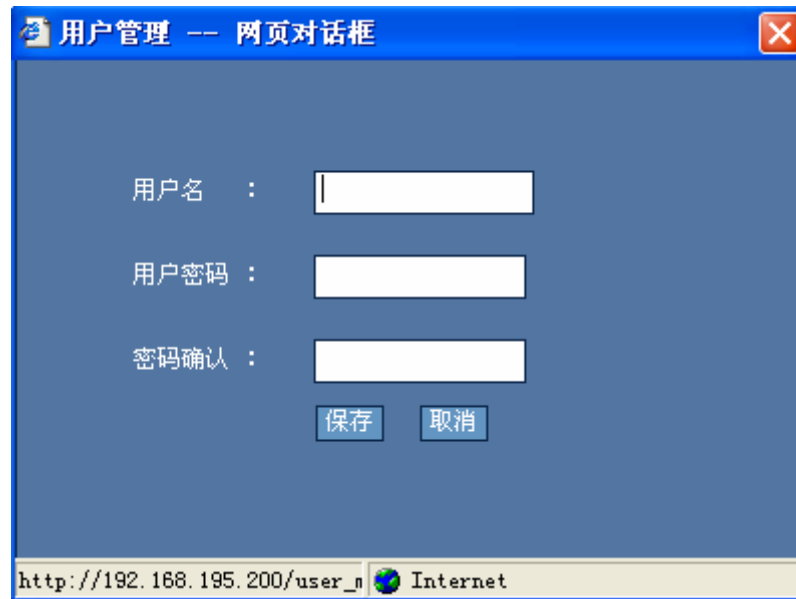 用户管理 -- 网页对话框
用户名 ：
用户密码 ：
密码确认 ：
保存 取消
http://192.168.195.200/user_ Internet